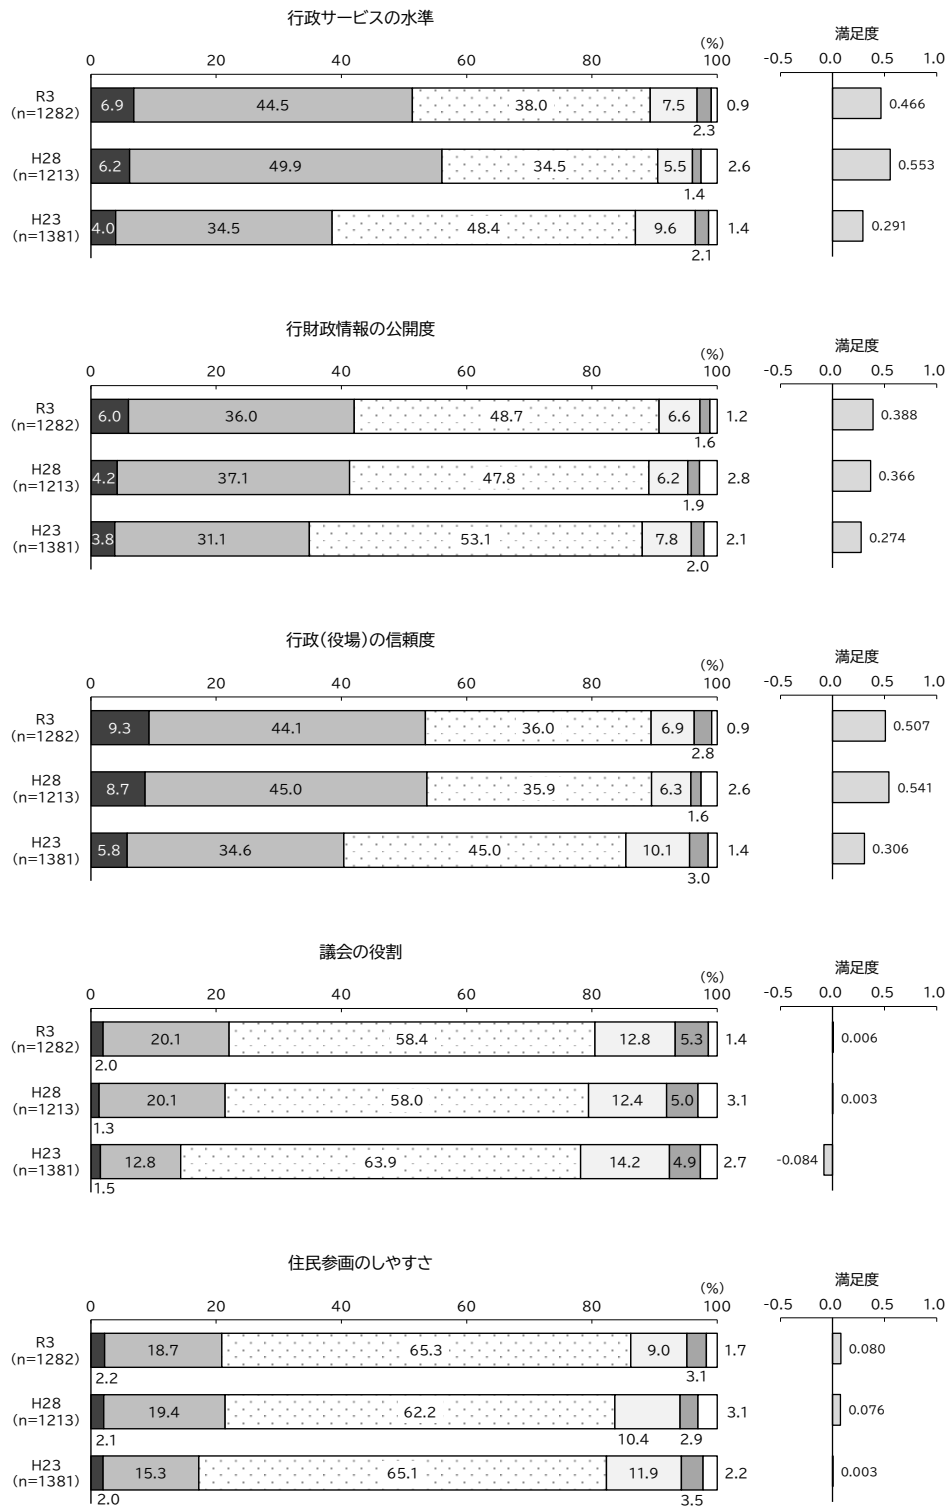 行政サービスの水準
満足度
（%）
0 20 40 60 80 100 -0.5 0.0 0.5 1.0
R3
（n=1282） 6.9 44.5 38.0 7.5 0.9 0.466
2.3
H28
（n=1213） 6.2 49.9 34.5 5.5 2.6 0.553
1.4
H23
（n=1381） 4.0 34.5 48.4 9.6 1.4 0.291
2.1
行財政情報の公開度
満足度
（%）
0 20 40 60 80 100 -0.5 0.0 0.5 1.0
R3
（n=1282） 6.0 36.0 48.7 6.6 1.2 0.388
1.6
H28
（n=1213） 4.2 37.1 47.8 6.2 2.8 0.366
1.9
H23
（n=1381） 3.8 31.1 53.1 7.8 2.1 0.274
2.0
行政（役場）の信頼度
満足度
（%）
0 20 40 60 80 100 -0.5 0.0 0.5 1.0
R3
（n=1282） 9.3 44.1 36.0 6.9 0.9 0.507
2.8
H28
（n=1213） 8.7 45.0 35.9 6.3 2.6 0.541
1.6
H23
（n=1381） 5.8 34.6 45.0 10.1 1.4 0.306
3.0
議会の役割
満足度
（%）
0 20 40 60 80 100 -0.5 0.0 0.5 1.0
R3
（n=1282） 20.1 58.4 12.8 5.3 1.4 0.006
2.0
H28
（n=1213） 20.1 58.0 12.4 5.0 3.1 0.003
1.3
H23
（n=1381） 12.8 63.9 14.2 4.9 2.7 -0.084
1.5
住民参画のしやすさ
満足度
（%）
0 20 40 60 80 100 -0.5 0.0 0.5 1.0
R3
（n=1282） 18.7 65.3 9.0 1.7 0.080
2.2 3.1
H28
（n=1213） 19.4 62.2 3.1 0.076
2.1 10.4 2.9
H23
（n=1381） 15.3 65.1 11.9 2.2 0.003
2.0 3.5